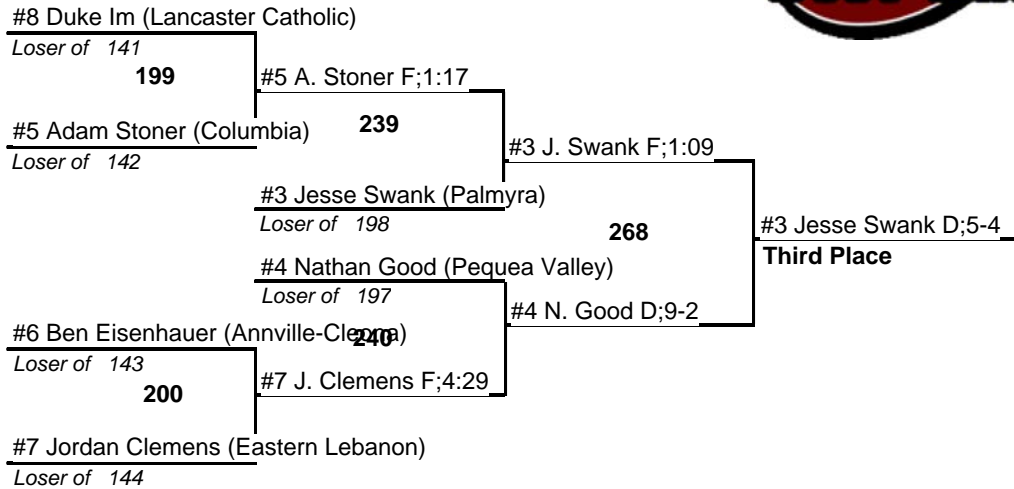 #8 Duke Im (Lancaster Catholic)
Loser of 141
199
#5 A. Stoner F;1:17
#5 Adam Stoner (Columbia)
239
Loser of 142
#3 J. Swank F;1:09
#3 Jesse Swank (Palmyra)
Loser of 198
268
#3 Jesse Swank D;5-4
Third Place
#4 Nathan Good (Pequea Valley)
Loser of 197
#4 N. Good D;9-2
#6 Ben Eisenhauer (Annville-Cleona)
240
Loser of 143
200
#7 J. Clemens F;4:29
#7 Jordan Clemens (Eastern Lebanon)
Loser of 144